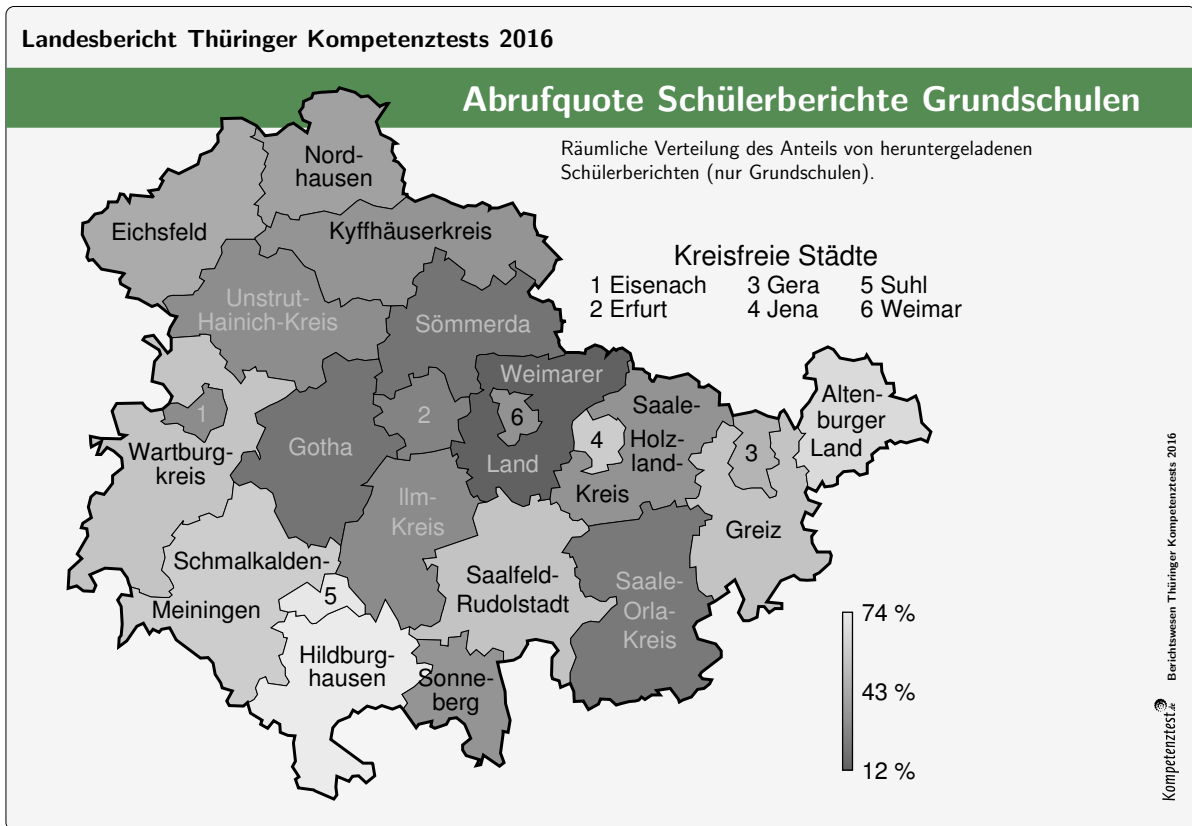 Landesbericht Thüringer Kompetenztests 2016
Abrufquote Schülerberichte Grundschulen
Räumliche Verteilung des Anteils von heruntergeladenen
Schülerberichten (nur Grundschulen).
Kreisfreie Städte
1 Eisenach 3 Gera 5 Suhl
2 Erfurt 4 Jena 6 Weimar
Nord-
hausen
Eichsfeld
Kyffhäuserkreis
Unstrut-
Hainich-Kreis
Sömmerda
Weimarer
Land
Altenburger
Land
Saale-
Holz-
land-
Kreis
1
2
6
4
3
Gotha
Wartburg-
kreis
Ilm-
Kreis
Greiz
Schmalkalden-
Meiningen
5
Saalfeld-
Rudolstadt
Saale-
Orla-
Kreis
Hildburg-
hausen
Sonne-
berg
74 %
43 %
12 %
Kompetenztest.de
Berichtswesen Thüringer Kompetenztests 2016